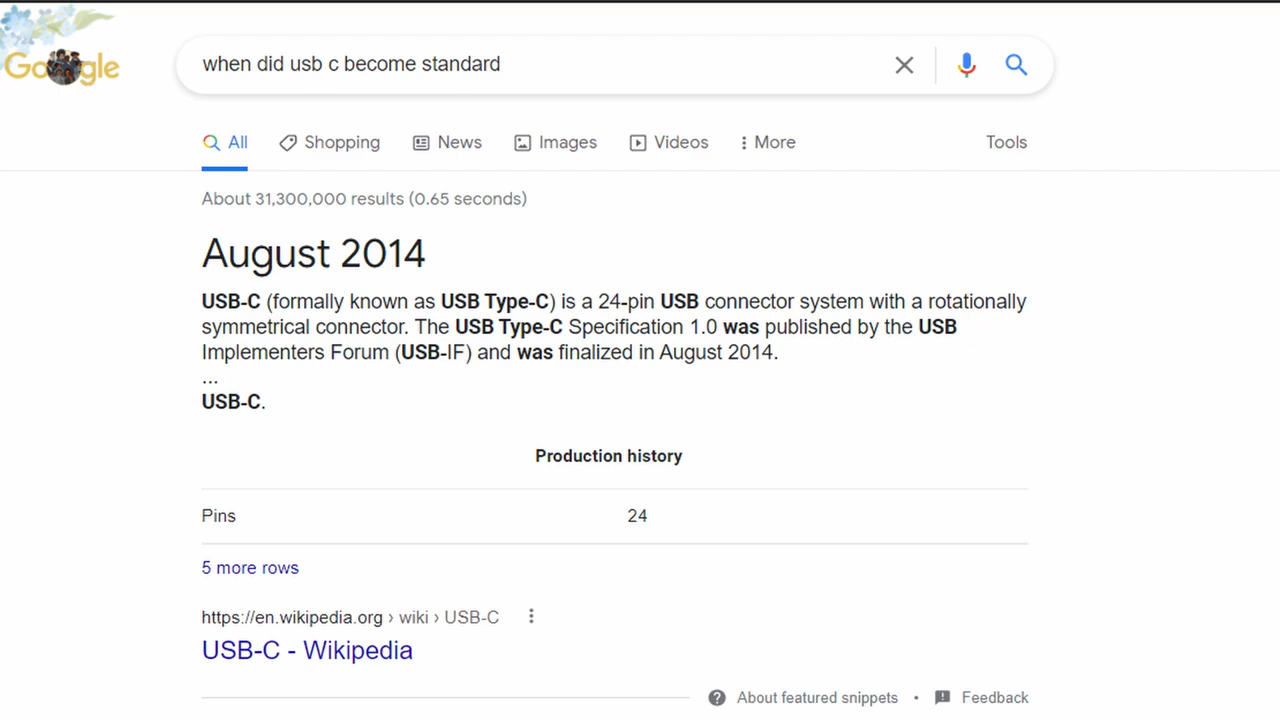 Google
when did usb c become standard
All
Shopping
News
Images
Videos
More
Tools
About 31,300,000 results (0.65 seconds)
August 2014
USB-C (formally known as USB Type-C) is a 24-pin USB connector system with a rotationally
symmetrical connector. The USB Type-C Specification 1.0 was published by the USB
Implementers Forum (USB-IF) and was finalized in August 2014.
...
USB-C.
Production history
Pins 24
5 more rows
https://en.wikipedia.org › wiki › USB-C
USB-C - Wikipedia
About featured snippets • Feedback